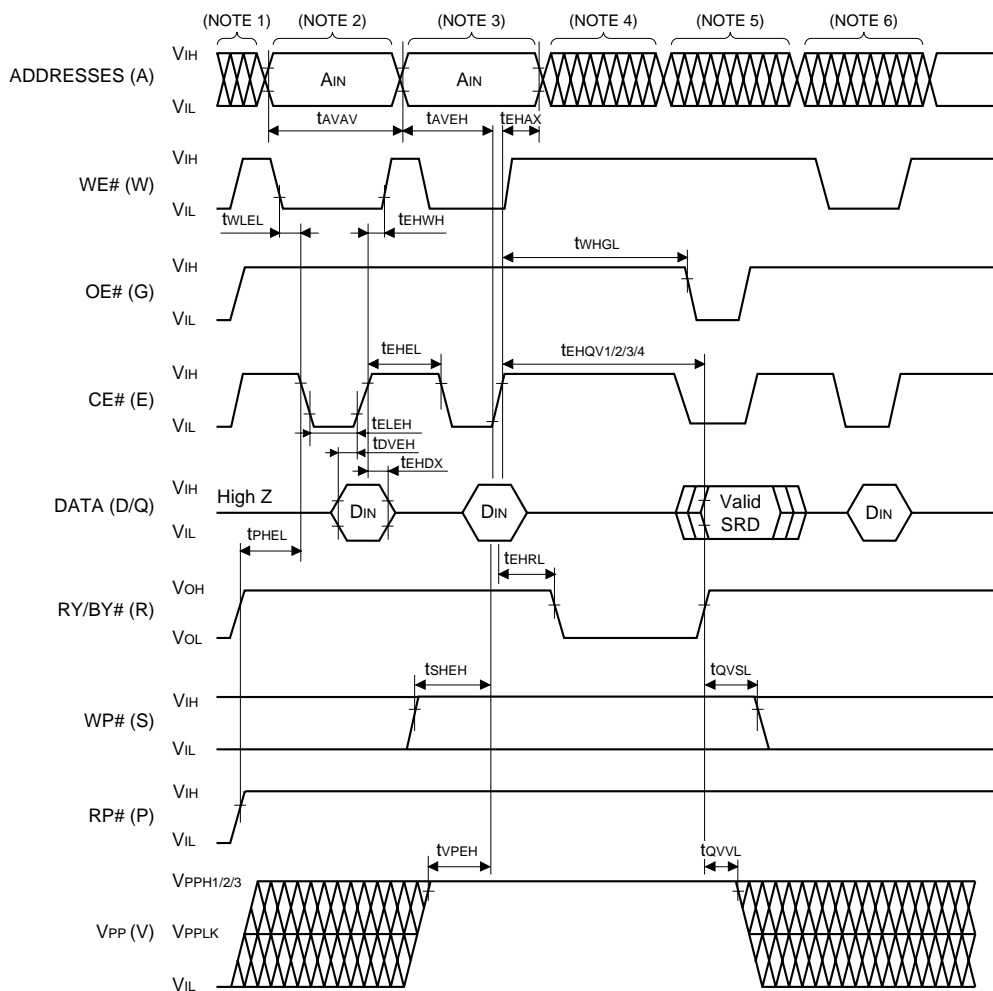 (NOTE 1) (NOTE 2) (NOTE 3) (NOTE 4) (NOTE 5) (NOTE 6)
VIH
ADDRESSES (A) AIN AIN
VIL
tAVAV tAVEH tEHAX
VIH
WE# (W)
VIL
tWLEL tEHWH
tWHGL
VIH
OE# (G)
VIL
tEHEL tEHQV1/2/3/4
VIH
CE# (E)
VIL
tELEH
tDVEH
tEHDX
VIH
High Z
DATA (D/Q) DIN DIN Valid SRD DIN
VIL
tPHEL
tEHRL
VOH
RY/BY# (R)
VOL
tSHEH tQVSL
VIH
WP# (S)
VIL
VIH
RP# (P)
VIL
tVPEH tQVVL
VPPH1/2/3
VPP (V) VPPLK
VIL